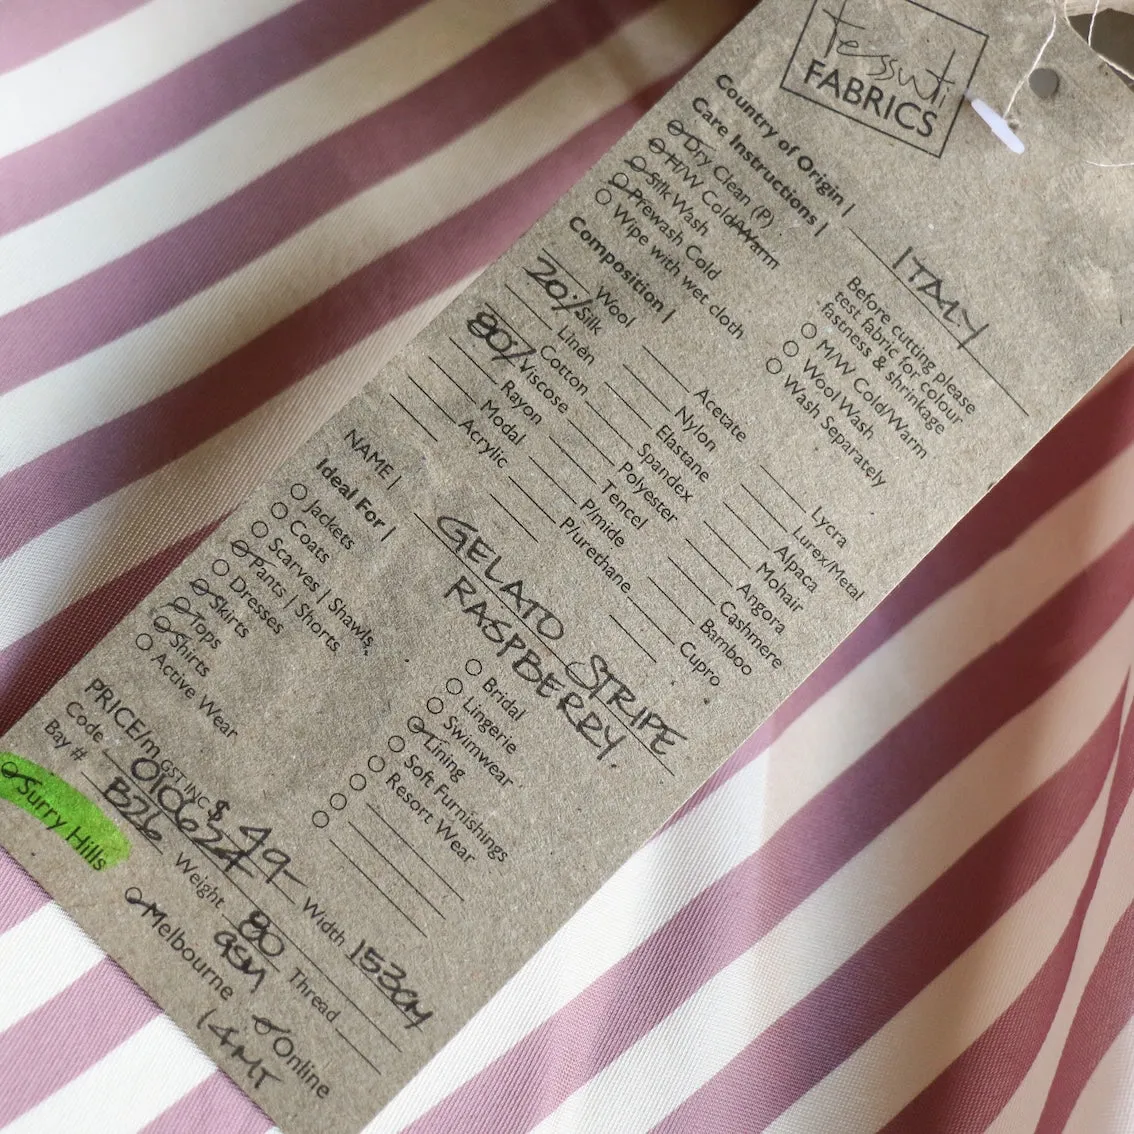 Tessuti
FABRICS
Country of Origin | ITALY
Care Instructions |
Dry Clean (P)
H/W Cold/Warm
Silk Wash
Prewash Cold
Wipe with wet cloth
Before cutting please
test fabric for colour
fastness & shrinkage
M/W Cold/Warm
Wool Wash
Wash Separately
Composition |
Wool
20% Silk
Linen
Cotton
80% Viscose
Rayon
Modal
Acrylic
Acetate
Nylon
Elastane
Spandex
Polyester
Tencel
P/mide
P/urethane
Lycra
Lurex/Metal
Alpaca
Mohair
Angora
Cashmere
Bamboo
Cupro
NAME | GELATO STRIPE
RASPBERRY.
Ideal For |
Jackets
Coats
Scarves | Shawls
Pants | Shorts
Dresses
Skirts
Tops
Shirts
Active Wear
Bridal
Lingerie
Swimwear
Lining
Soft Furnishings
Resort Wear
PRICE/m GST INC $ 49-
Code 010624 Width 153cm
Bay # B26 Weight 80 GSM Thread
Surry Hills Melbourne Online
14MT